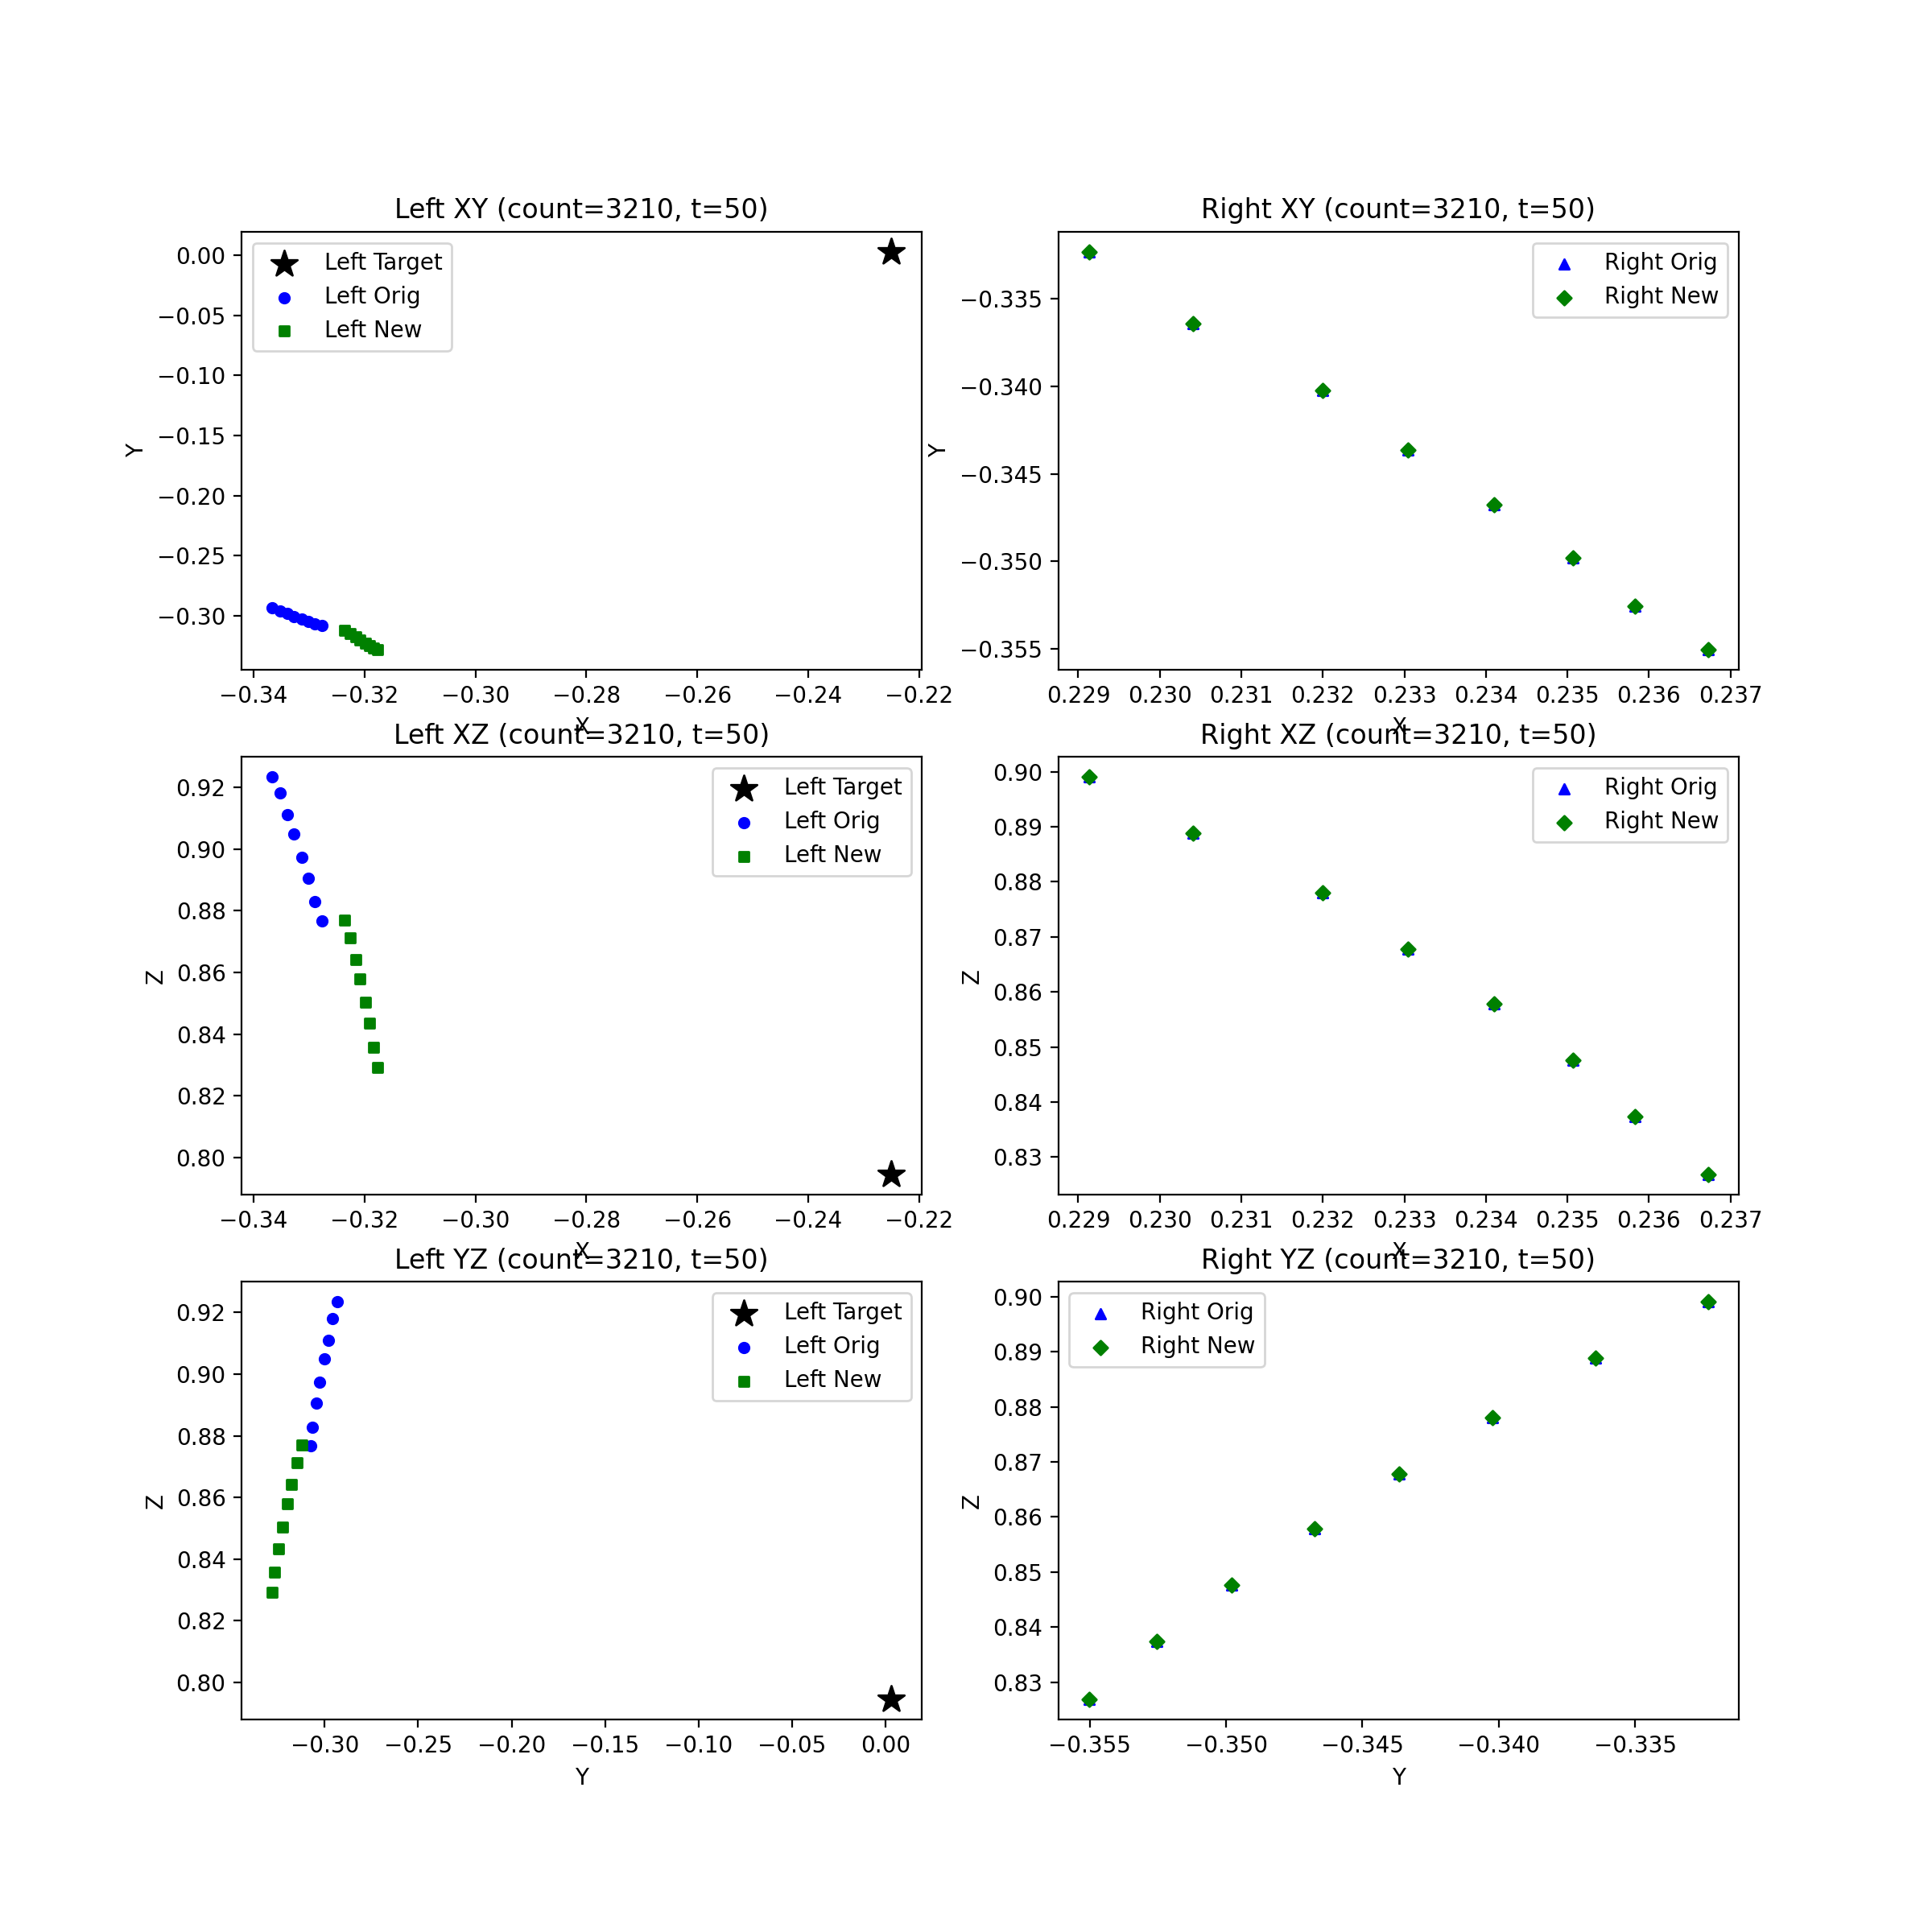 Left XY (count=3210, t=50)
Left Target
Left Orig
Left New
0.00
−0.05
−0.10
−0.15
−0.20
−0.25
−0.30
Y
−0.34 −0.32 −0.30 −0.28 −0.26 −0.24 −0.22
X
Right XY (count=3210, t=50)
Right Orig
Right New
−0.335
−0.340
−0.345
−0.350
−0.355
Y
0.229 0.230 0.231 0.232 0.233 0.234 0.235 0.236 0.237
X
Left XZ (count=3210, t=50)
Left Target
Left Orig
Left New
0.92
0.90
0.88
0.86
0.84
0.82
0.80
Z
−0.34 −0.32 −0.30 −0.28 −0.26 −0.24 −0.22
X
Right XZ (count=3210, t=50)
Right Orig
Right New
0.90
0.89
0.88
0.87
0.86
0.85
0.84
0.83
Z
0.229 0.230 0.231 0.232 0.233 0.234 0.235 0.236 0.237
X
Left YZ (count=3210, t=50)
Left Target
Left Orig
Left New
0.92
0.90
0.88
0.86
0.84
0.82
0.80
Z
−0.30 −0.25 −0.20 −0.15 −0.10 −0.05 0.00
Y
Right YZ (count=3210, t=50)
Right Orig
Right New
0.90
0.89
0.88
0.87
0.86
0.85
0.84
0.83
Z
−0.355 −0.350 −0.345 −0.340 −0.335
Y